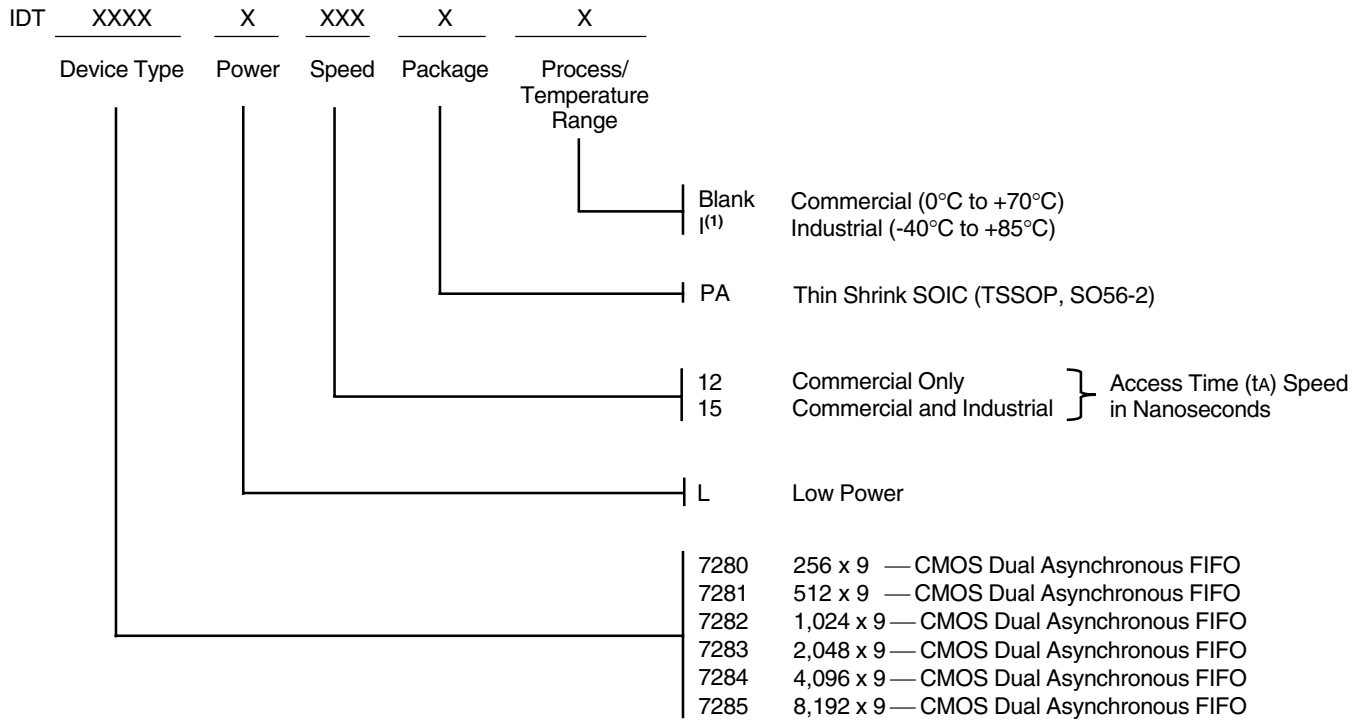 IDT XXXX X XXX X X
Device Type Power Speed Package Process/
Temperature
Range
Blank Commercial (0°C to +70°C)
I(1) Industrial (-40°C to +85°C)
PA Thin Shrink SOIC (TSSOP, SO56-2)
12 Commercial Only Access Time (tA) Speed
15 Commercial and Industrial in Nanoseconds
L Low Power
7280 256 x 9 — CMOS Dual Asynchronous FIFO
7281 512 x 9 — CMOS Dual Asynchronous FIFO
7282 1,024 x 9 — CMOS Dual Asynchronous FIFO
7283 2,048 x 9 — CMOS Dual Asynchronous FIFO
7284 4,096 x 9 — CMOS Dual Asynchronous FIFO
7285 8,192 x 9 — CMOS Dual Asynchronous FIFO